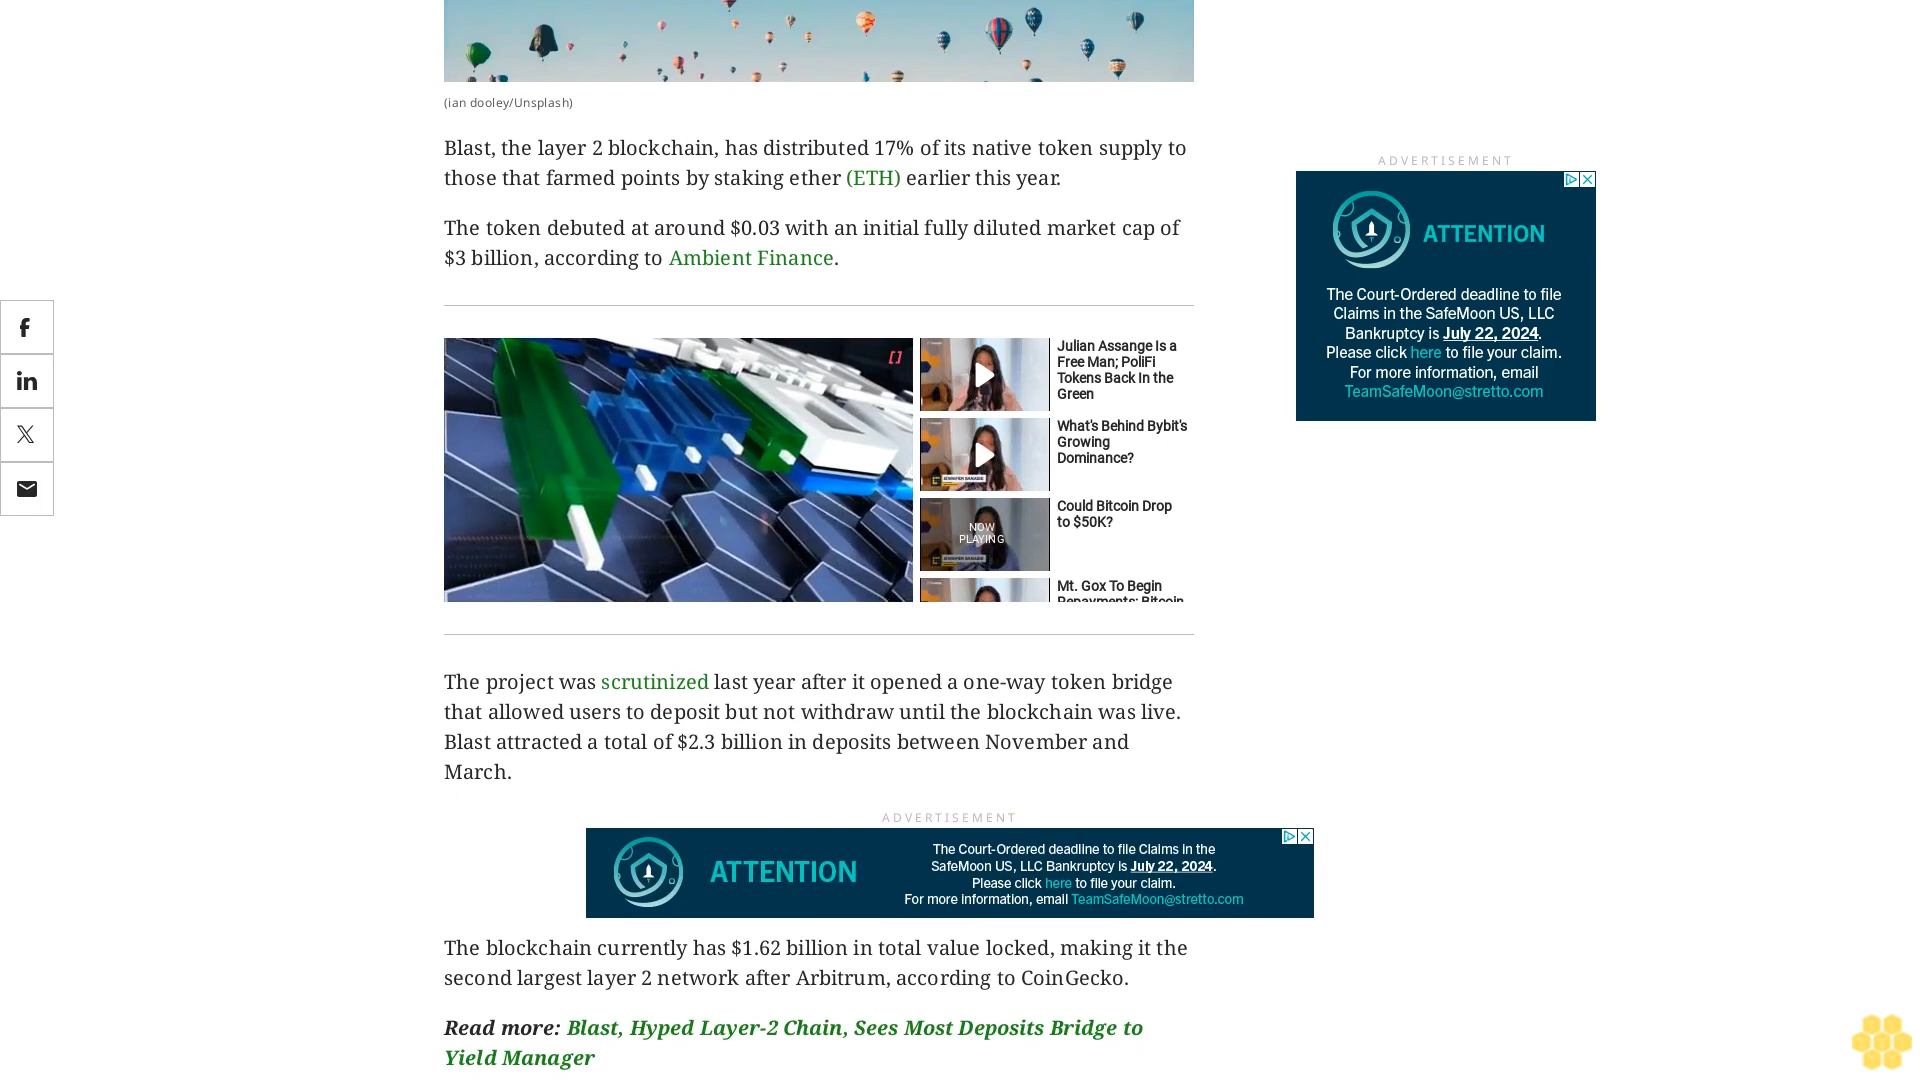 (ian dooley/Unsplash)
Blast, the layer 2 blockchain, has distributed 17% of its native token supply to
those that farmed points by staking ether (ETH) earlier this year.
The token debuted at around $0.03 with an initial fully diluted market cap of
$3 billion, according to Ambient Finance.
Julian Assange Is a
Free Man; PoliFi
Tokens Back In the
Green
What's Behind Bybit's
Growing
Dominance?
NOW
PLAYING
Could Bitcoin Drop
to $50K?
Mt. Gox To Begin
Repayments; Bitcoin
The project was scrutinized last year after it opened a one-way token bridge
that allowed users to deposit but not withdraw until the blockchain was live.
Blast attracted a total of $2.3 billion in deposits between November and
March.
ADVERTISEMENT
ATTENTION
The Court-Ordered deadline to file Claims in the
SafeMoon US, LLC Bankruptcy is July 22, 2024.
Please click here to file your claim.
For more information, email TeamSafeMoon@stretto.com
The blockchain currently has $1.62 billion in total value locked, making it the
second largest layer 2 network after Arbitrum, according to CoinGecko.
Read more: Blast, Hyped Layer-2 Chain, Sees Most Deposits Bridge to
Yield Manager
ADVERTISEMENT
ATTENTION
The Court-Ordered deadline to file
Claims in the SafeMoon US, LLC
Bankruptcy is July 22, 2024.
Please click here to file your claim.
For more information, email
TeamSafeMoon@stretto.com